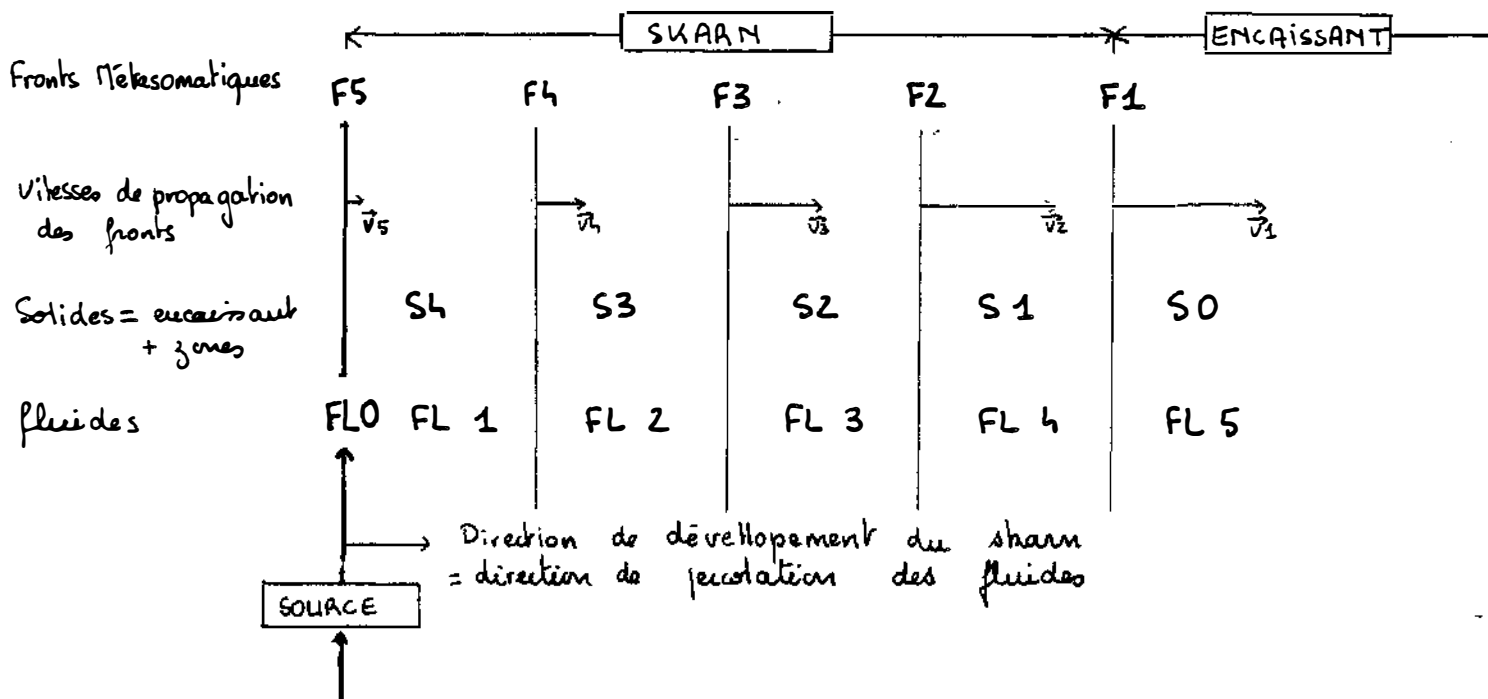 SKARN
ENCAISSANT
Fronts Métasomatiques
F5 F4 F3 F2 F1
Vitesses de propagation
des fronts
v5 v4 v3 v2 v1
Solides = encaissant
+ zones
S4 S3 S2 S1 S0
fluides
FL0 FL 1 FL 2 FL 3 FL 4 FL 5
Direction de dévellopement du skarn
= direction de percolation des fluides
SOURCE